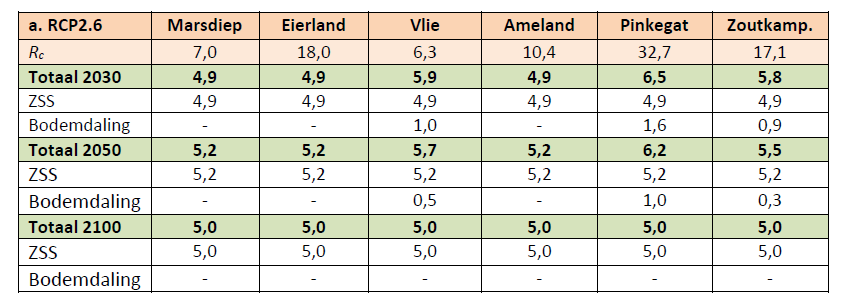 a. RCP2.6 Marsdiep Eierland Vlie Ameland Pinkegat Zoutkamp.
Rc 7,0 18,0 6,3 10,4 32,7 17,1
Totaal 2030 4,9 4,9 5,9 4,9 6,5 5,8
ZSS 4,9 4,9 4,9 4,9 4,9 4,9
Bodemdaling - - 1,0 - 1,6 0,9
Totaal 2050 5,2 5,2 5,7 5,2 6,2 5,5
ZSS 5,2 5,2 5,2 5,2 5,2 5,2
Bodemdaling - - 0,5 - 1,0 0,3
Totaal 2100 5,0 5,0 5,0 5,0 5,0 5,0
ZSS 5,0 5,0 5,0 5,0 5,0 5,0
Bodemdaling - - - - - -